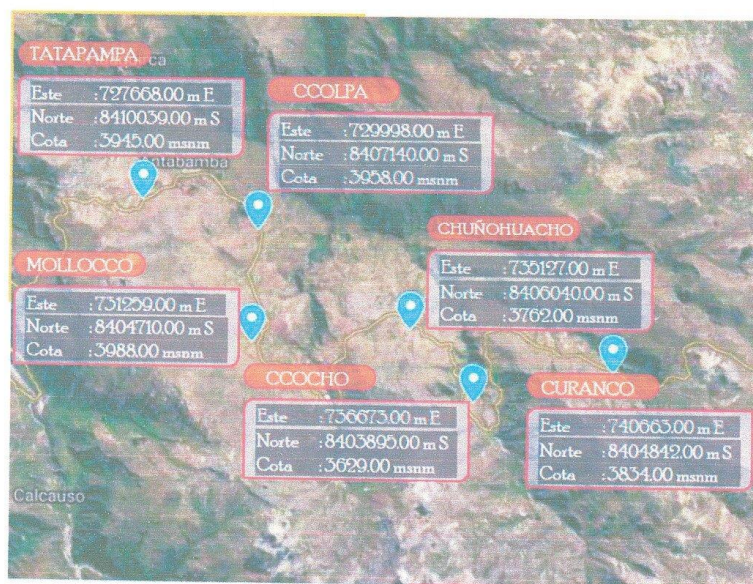 TATAPAMPA
Este :727668.00 m E
Norte :8410039.00 m S
Cota :3945.00 msnm
CCOLPA
Este :729998.00 m E
Norte :8407140.00 m S
Cota :3958.00 msnm
CHUÑOHUACHO
Este :735127.00 m E
Norte :8406040.00 m S
Cota :3762.00 msnm
MOLLOCCO
Este :731259.00 m E
Norte :8404710.00 m S
Cota :3988.00 msnm
CCOCHO
Este :736673.00 m E
Norte :8403895.00 m S
Cota :3629.00 msnm
CURANCO
Este :740663.00 m E
Norte :8404842.00 m S
Cota :3834.00 msnm
Calcauso